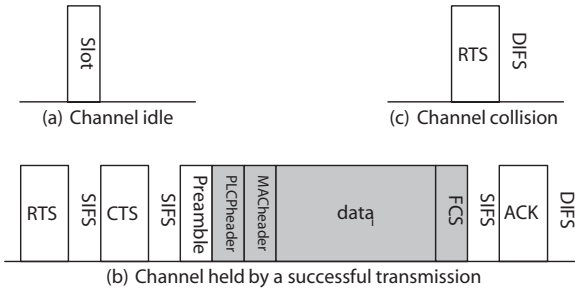 Slot
(a) Channel idle
RTS
DIFS
(c) Channel collision
RTS
SIFS
CTS
SIFS
Preamble
PLCPheader
MACheader
data
FCS
SIFS
ACK
DIFS
(b) Channel held by a successful transmission